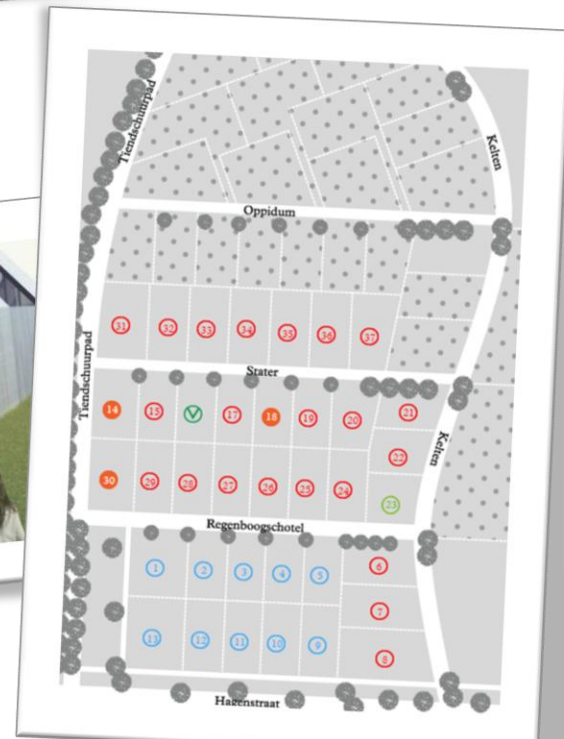 Tiendschuurpad
Kelten
Oppidum
31 32 33 34 35 36 37
Stater
Tiendschuurpad
14 15 V 17 18 19 20 21
22
Kelten
30 29 28 27 26 25 24 23
Regenboogschotel
1 2 3 4 5 6
7
13 12 11 10 9 8
Hagenstraat